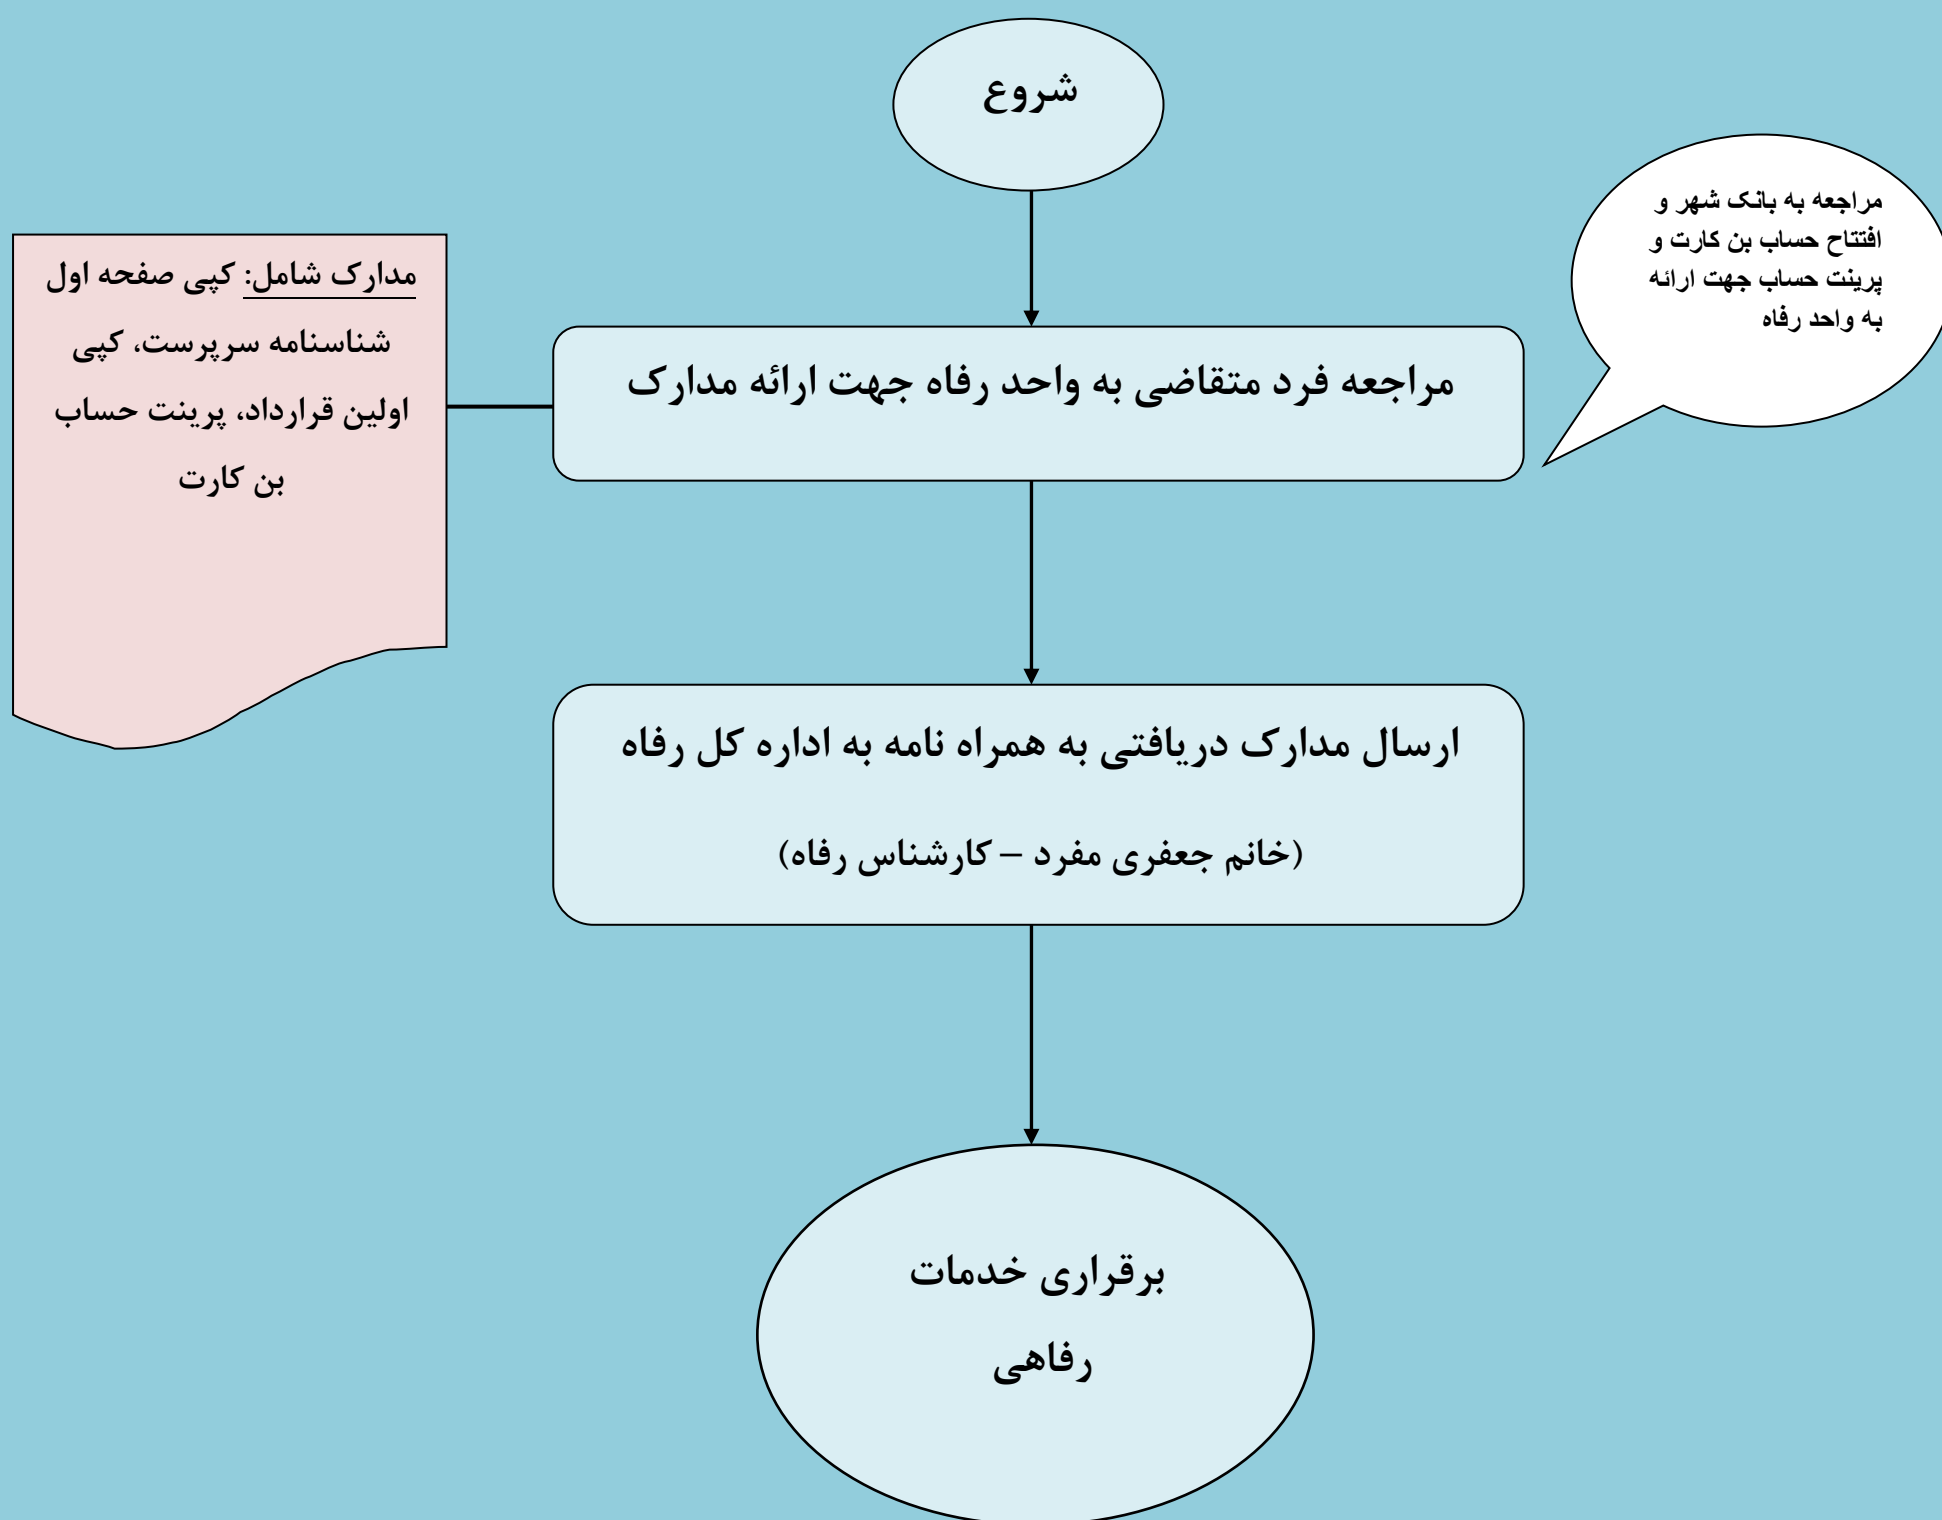 شروع
مراجعه به بانک شهر و
افتتاح حساب بن کارت و
پرینت حساب جهت ارائه
به واحد رفاه
مدارک شامل: کپی صفحه اول
شناسنامه سرپرست، کپی
اولین قرارداد، پرینت حساب
بن کارت
مراجعه فرد متقاضی به واحد رفاه جهت ارائه مدارک
ارسال مدارک دریافتی به همراه نامه به اداره کل رفاه
(خانم جعفری مفرد – کارشناس رفاه)
برقراری خدمات
رفاهی